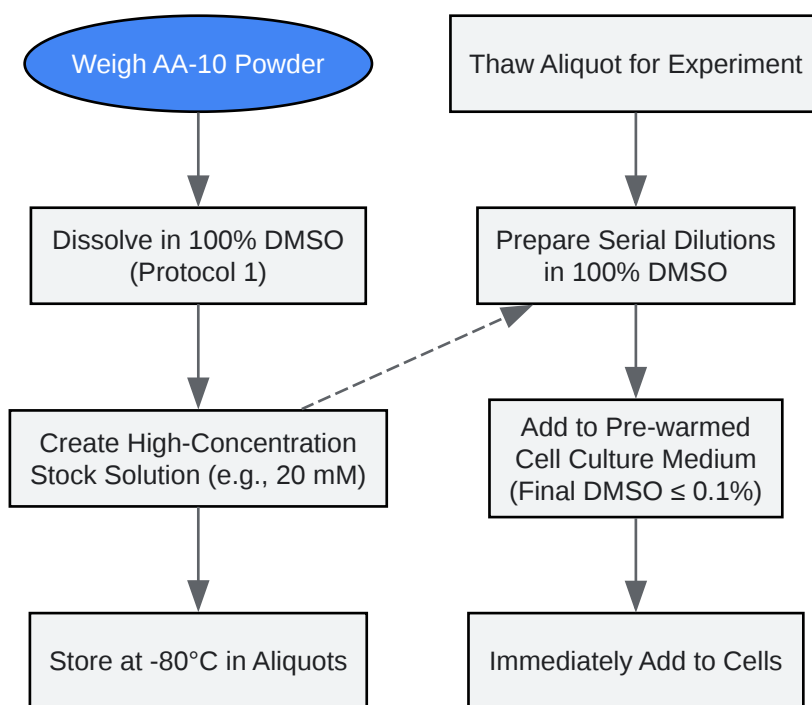 Weigh AA-10 Powder
Dissolve in 100% DMSO
(Protocol 1)
Create High-Concentration
Stock Solution (e.g., 20 mM)
Store at -80°C in Aliquots
Thaw Aliquot for Experiment
Prepare Serial Dilutions
in 100% DMSO
Add to Pre-warmed
Cell Culture Medium
(Final DMSO ≤ 0.1%)
Immediately Add to Cells